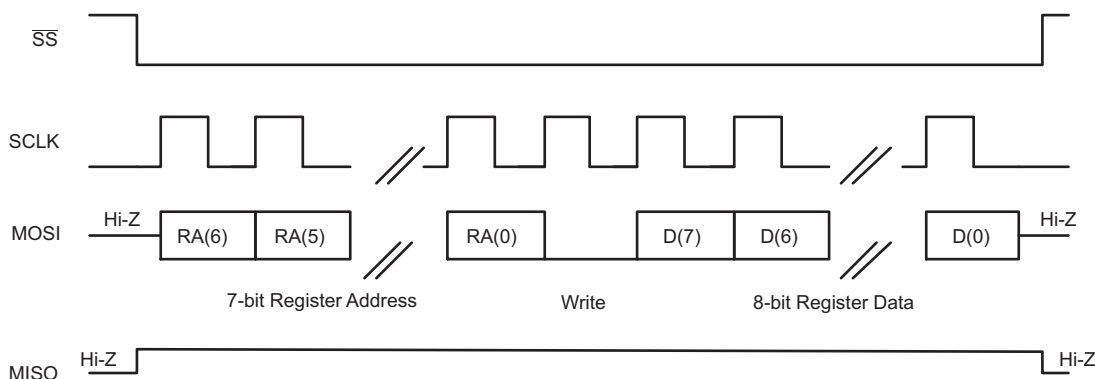 SS
SCLK
MOSI Hi-Z RA(6) RA(5) RA(0) D(7) D(6) D(0) Hi-Z
7-bit Register Address Write 8-bit Register Data
MISO Hi-Z Hi-Z